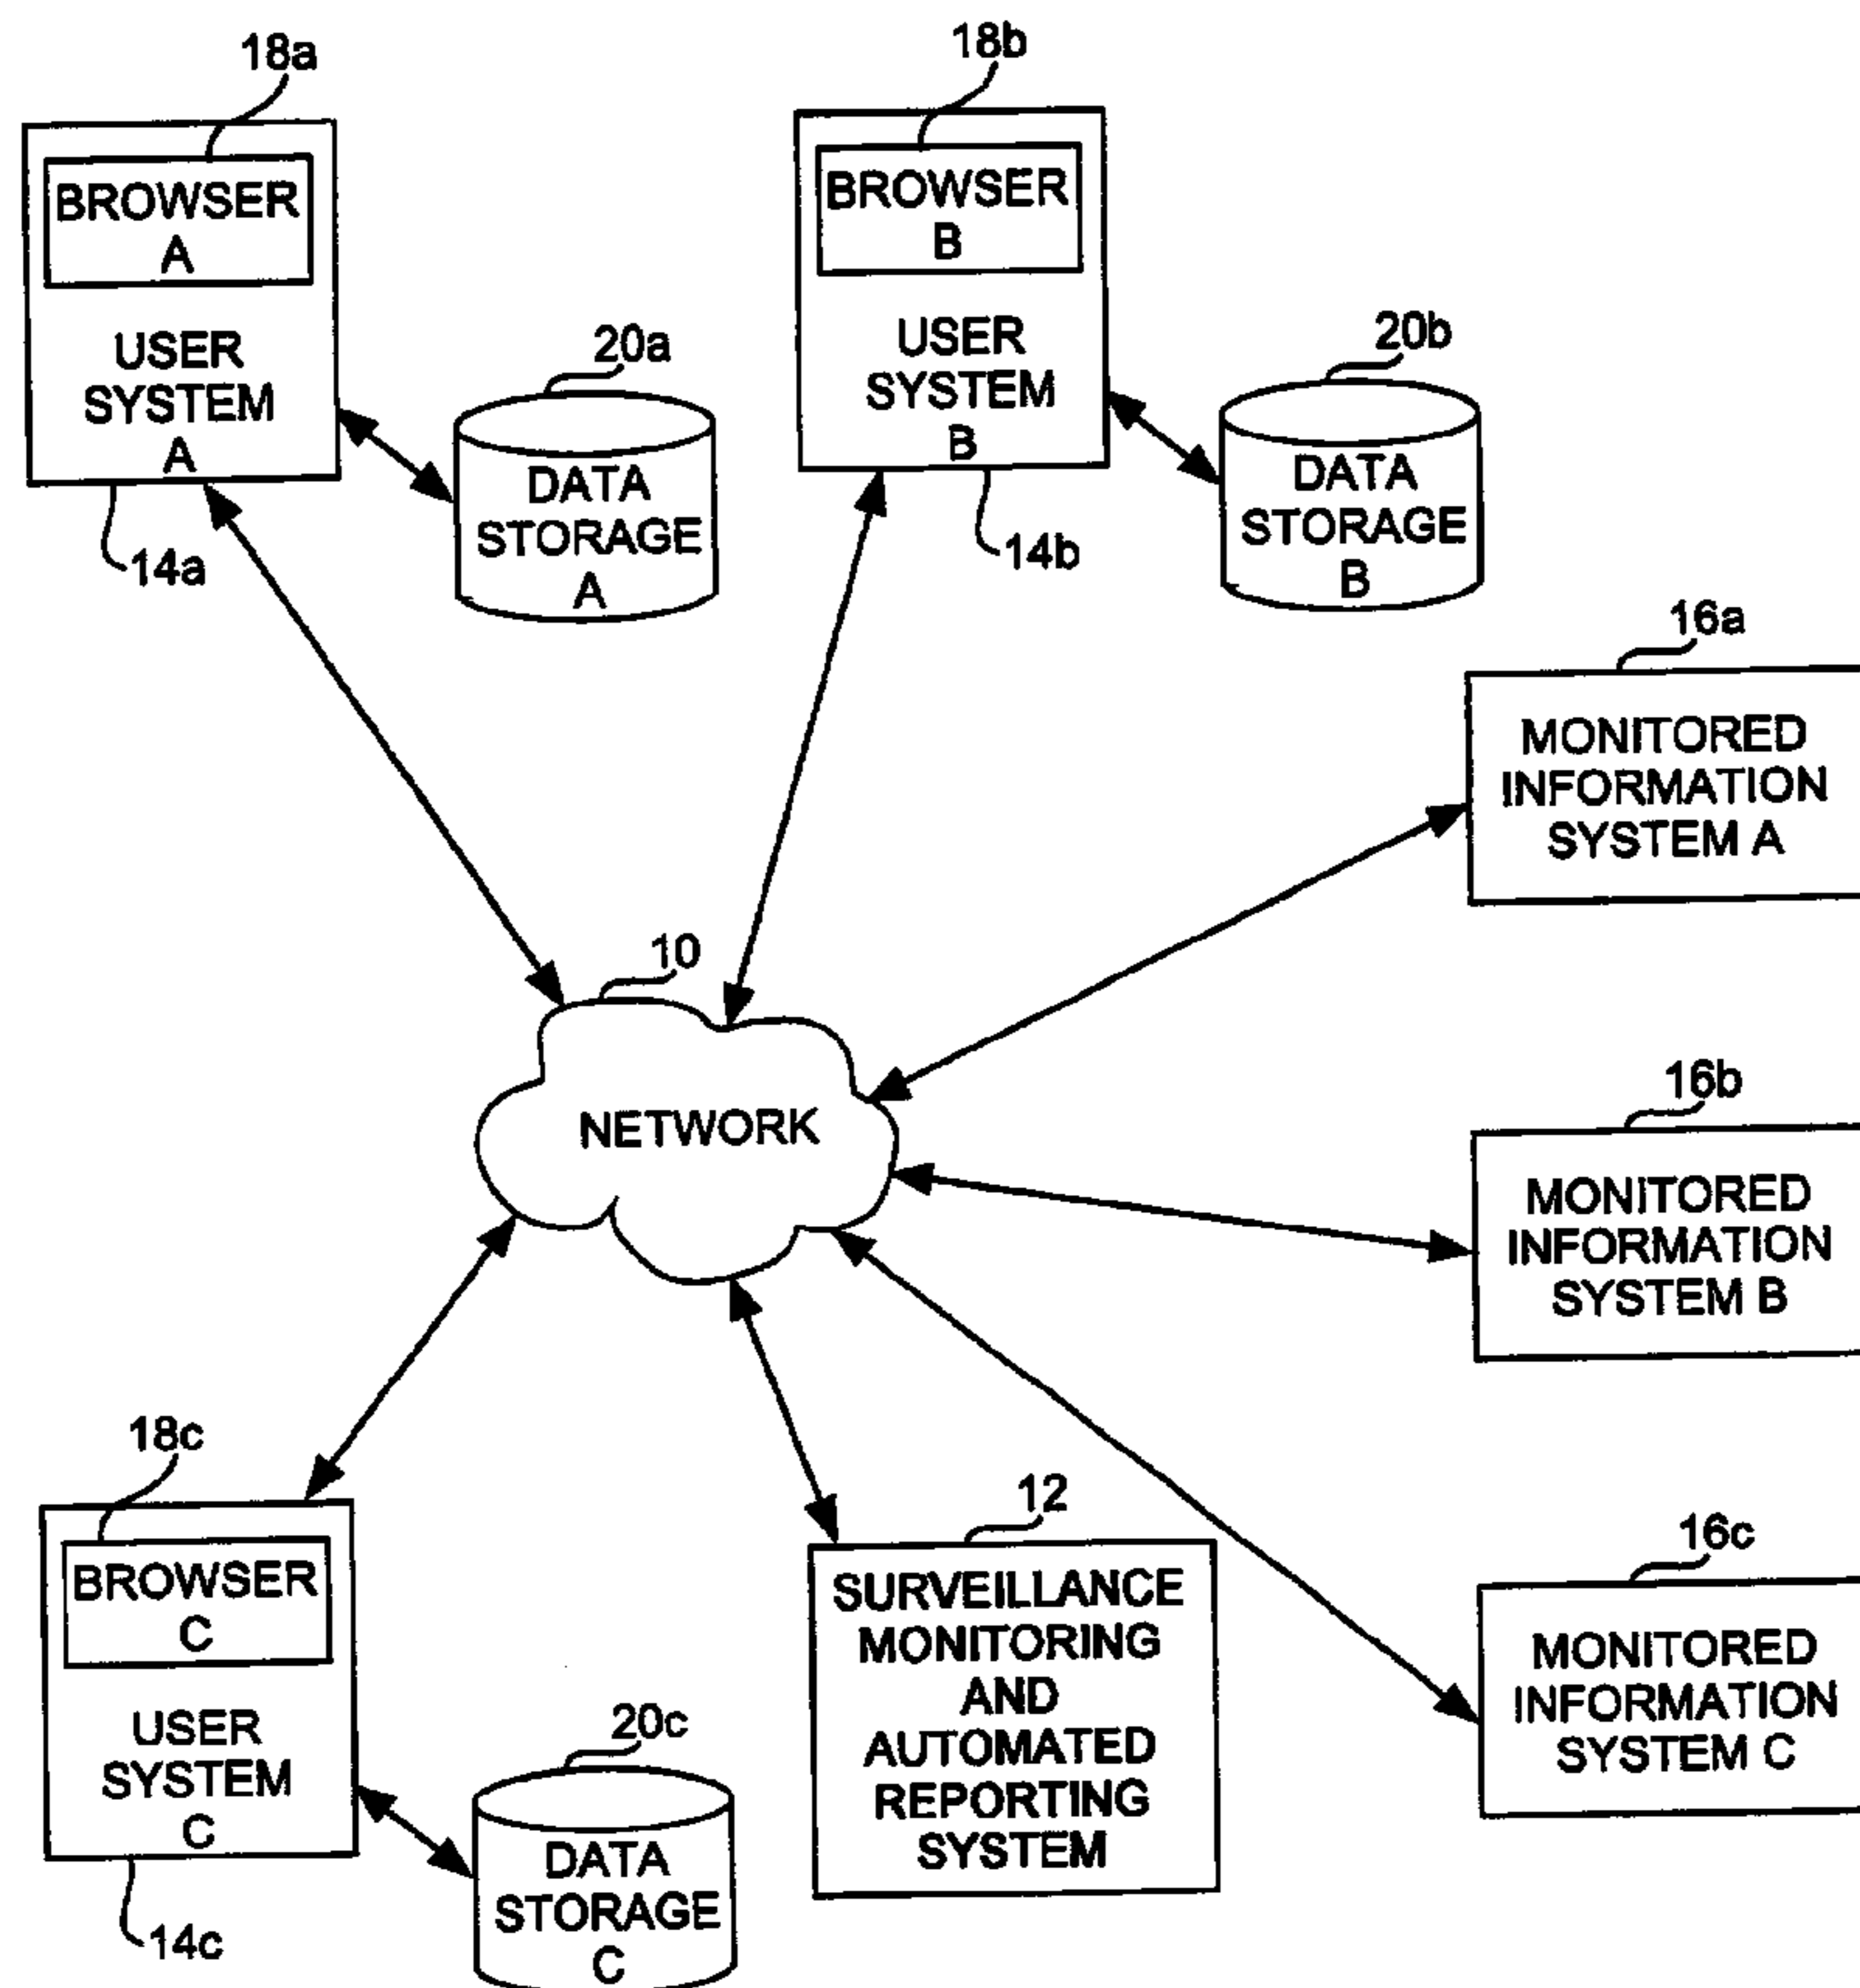 18a
BROWSER
A
USER
SYSTEM
A
14a
20a
DATA
STORAGE
A
18b
BROWSER
B
USER
SYSTEM
B
14b
20b
DATA
STORAGE
B
16a
MONITORED
INFORMATION
SYSTEM A
10
NETWORK
16b
MONITORED
INFORMATION
SYSTEM B
18c
BROWSER
C
USER
SYSTEM
C
14c
20c
DATA
STORAGE
C
12
SURVEILLANCE
MONITORING
AND
AUTOMATED
REPORTING
SYSTEM
16c
MONITORED
INFORMATION
SYSTEM C